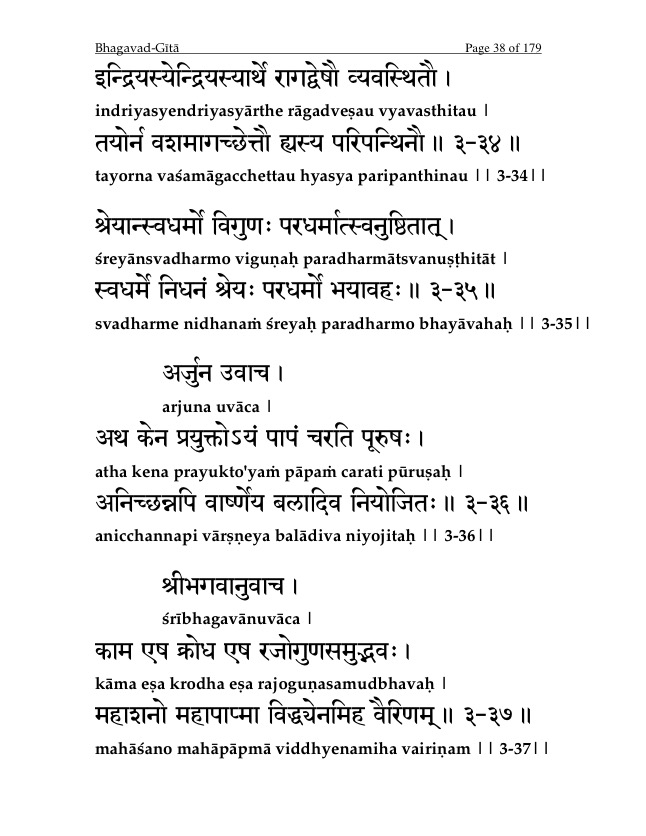 Bhagavad-Gītā Page 38 of 179
इन्द्रियस्येन्द्रियस्यार्थे रागद्वेषौ व्यवस्थितौ ।
indriyasyendriyasyārthe rāgadveṣau vyavasthitau |
तयोर्न वशमागच्छेत्तौ ह्यस्य परिपन्थिनौ ॥ ३-३४ ॥
tayorna vaśamāgacchettau hyasya paripanthinau || 3-34||
श्रेयान्स्वधर्मो विगुणः परधर्मात्स्वनुष्ठितात् ।
śreyānsvadharmo viguṇaḥ paradharmātsvanuṣṭhitāt |
स्वधर्मे निधनं श्रेयः परधर्मो भयावहः ॥ ३-३५ ॥
svadharme nidhanaṁ śreyaḥ paradharmo bhayāvahaḥ || 3-35||
अर्जुन उवाच ।
arjuna uvāca |
अथ केन प्रयुक्तोऽयं पापं चरति पूरुषः ।
atha kena prayukto'yaṁ pāpaṁ carati pūruṣaḥ |
अनिच्छन्नपि वार्ष्णेय बलादिव नियोजितः ॥ ३-३६ ॥
anicchannapi vārṣṇeya balādiva niyojitaḥ || 3-36||
श्रीभगवानुवाच ।
śrībhagavānuvāca |
काम एष क्रोध एष रजोगुणसमुद्भवः ।
kāma eṣa krodha eṣa rajoguṇasamudbhavaḥ |
महाशनो महापाप्मा विद्ध्येनमिह वैरिणम् ॥ ३-३७ ॥
mahāśano mahāpāpmā viddhyenamiha vairiṇam || 3-37||